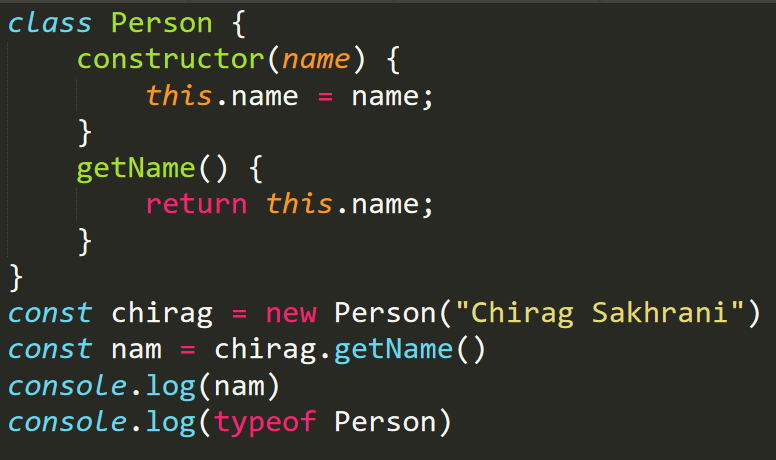 class Person {
    constructor(name) {
        this.name = name;
    }
    getName() {
        return this.name;
    }
}
const chirag = new Person("Chirag Sakhrani")
const nam = chirag.getName()
console.log(nam)
console.log(typeof Person)